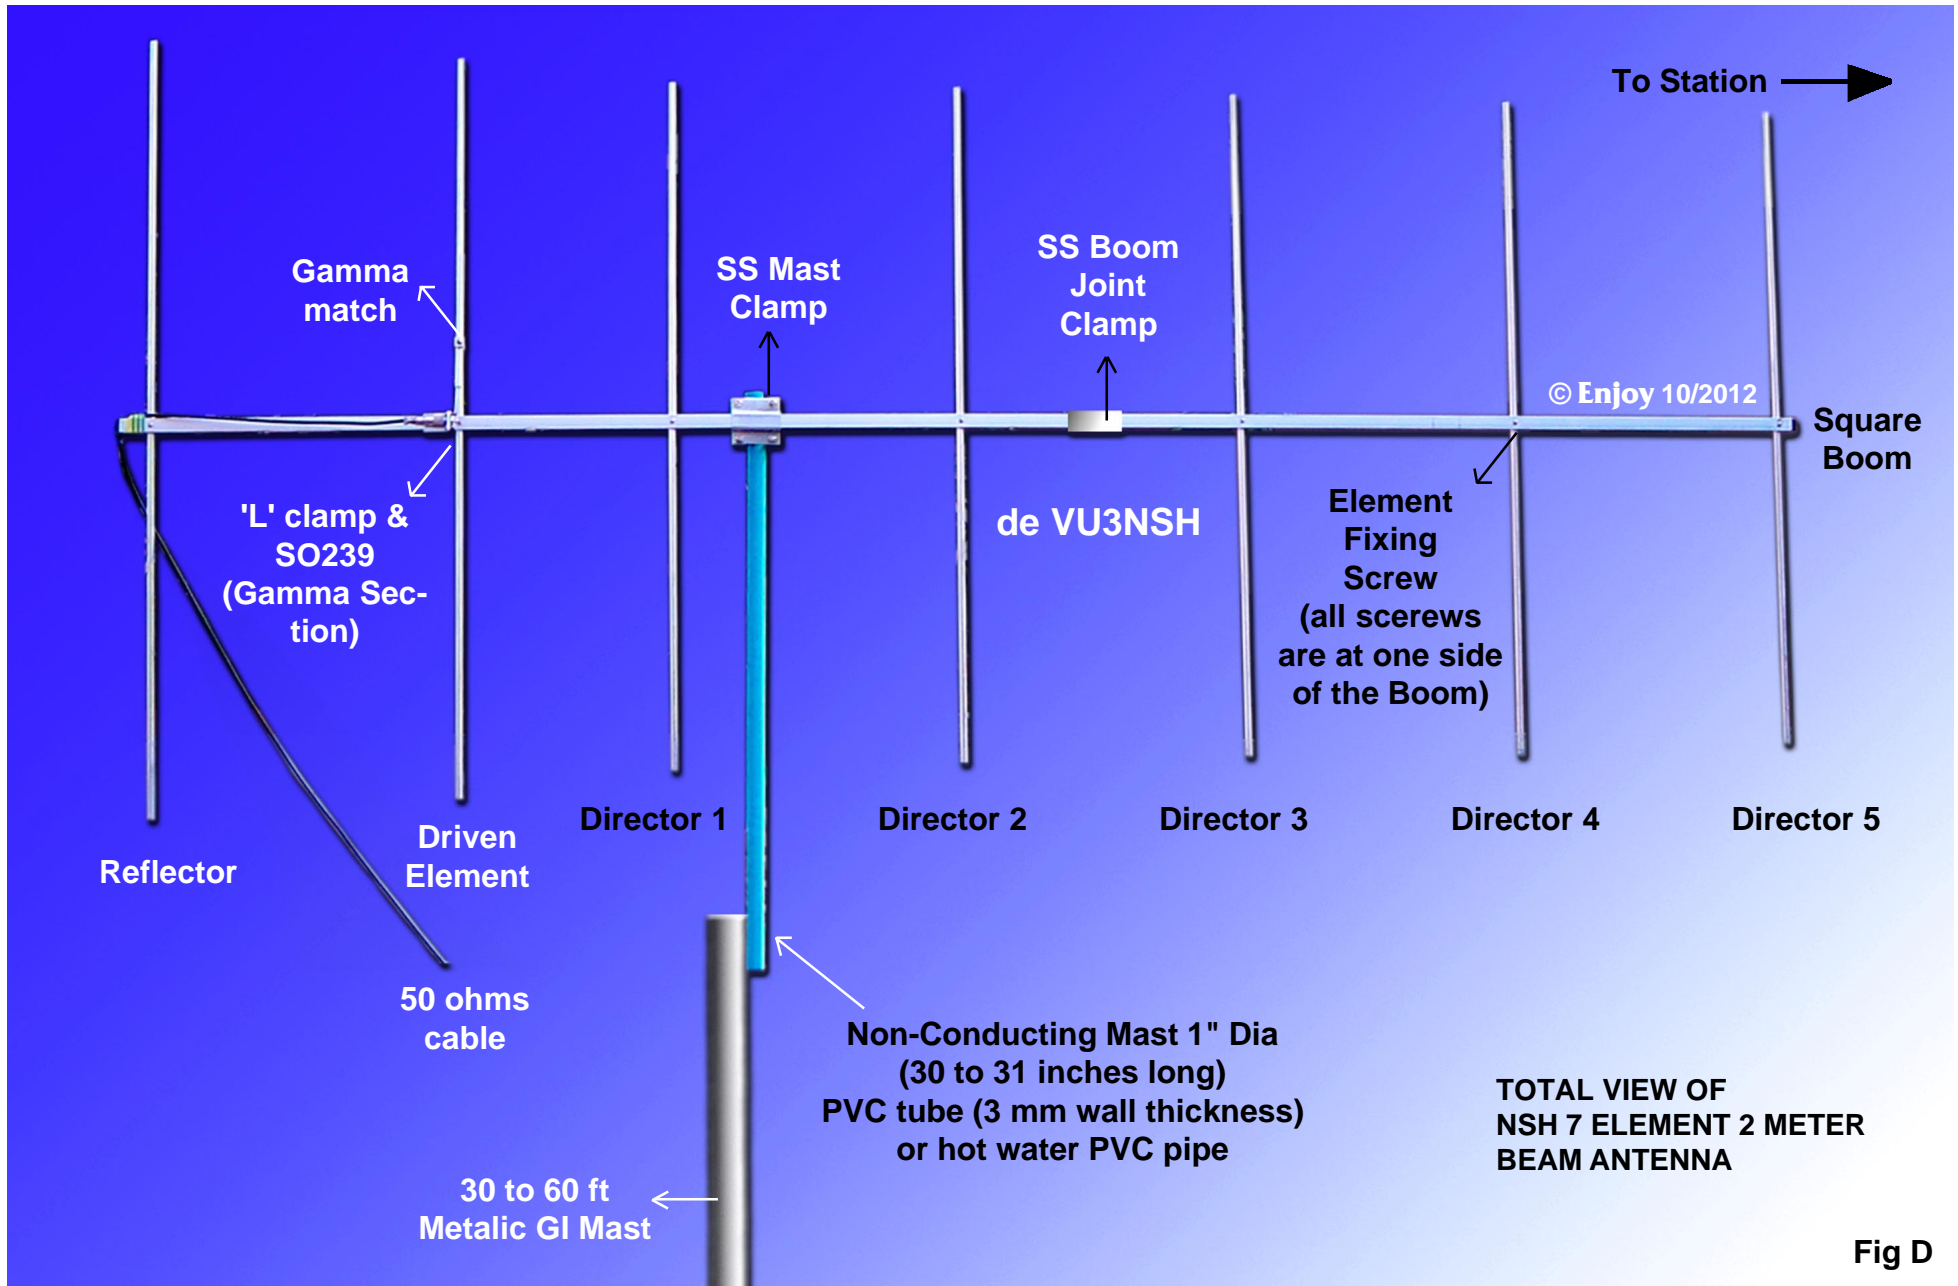 To Station
Gamma
match
SS Mast
Clamp
SS Boom
Joint
Clamp
© Enjoy 10/2012
Square
Boom
'L' clamp &
SO239
(Gamma Sec-
tion)
de VU3NSH
Element
Fixing
Screw
(all scerews
are at one side
of the Boom)
Reflector
Driven
Element
Director 1
Director 2
Director 3
Director 4
Director 5
50 ohms
cable
Non-Conducting Mast 1" Dia
(30 to 31 inches long)
PVC tube (3 mm wall thickness)
or hot water PVC pipe
30 to 60 ft
Metalic GI Mast
TOTAL VIEW OF
NSH 7 ELEMENT 2 METER
BEAM ANTENNA
Fig D